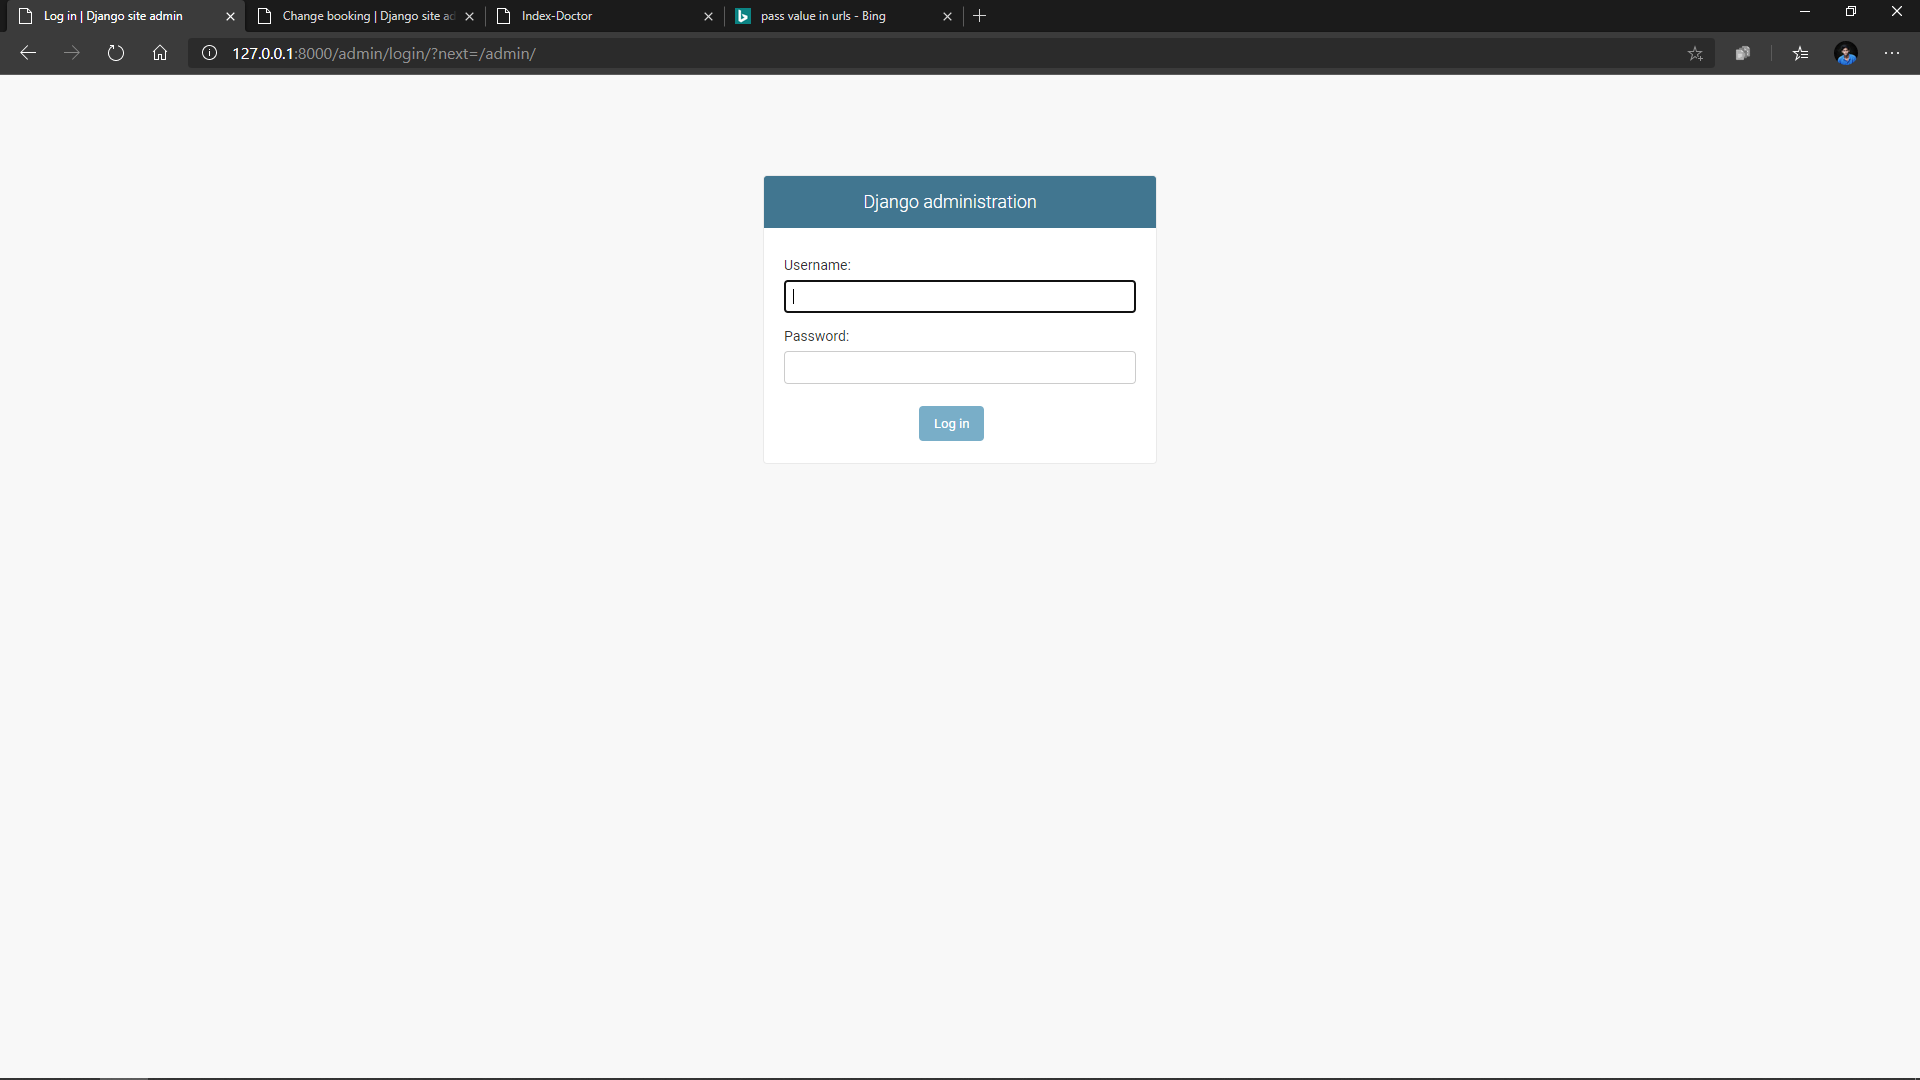 Log in | Django site admin
Change booking | Django site ad
Index-Doctor
pass value in urls - Bing
127.0.0.1:8000/admin/login/?next=/admin/
Django administration
Username:
Password:
Log in